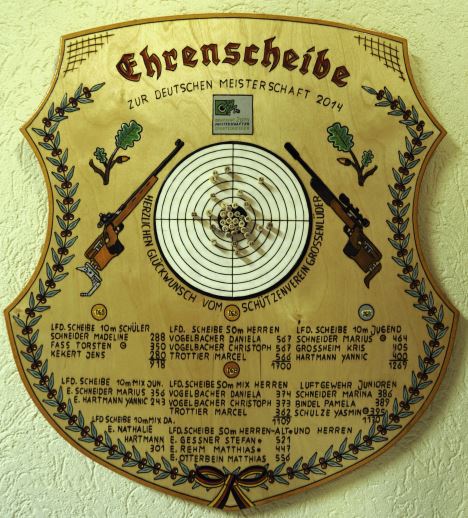 Ehrenscheibe
ZUR DEUTSCHEN MEISTERSCHAFT 2014
HERZLICHEN GLÜCKWUNSCH VOM SCHÜTZENVEREIN GROSSENLÜDER
LFD. SCHEIBE 10m SCHÜLER
SCHNEIDER MADELINE 288
FASS TORSTEN 350
KEKERT JENS 280
918
LFD. SCHEIBE 50m HERREN
VOGELBACHER DANIELA 567
VOGELBACHER CHRISTOPH 567
TROTTIER MARCEL 566
1700
LFD. SCHEIBE 10m JUGEND
SCHNEIDER MARIUS 464
GROSHEIM KRIS 405
HARTMANN YANNIC 400
1269
LFD. SCHEIBE 10m MIX JUN.
E. SCHNEIDER MARIUS 356
E. HARTMANN YANNIC 243
LFD. SCHEIBE 50m MIX HERREN
VOGELBACHER DANIELA 374
VOGELBACHER CHRISTOPH 373
TROTTIER MARCEL 362
1109
LUFTGEWEHR JUNIOREN
SCHNEIDER MARINA 386
BINDEL PAMELA 389
SCHULZE YASMIN 395
1170
LFD SCHEIBE 10m MIX DA.
E. NATHALIE
HARTMANN
301
LFD. SCHEIBE 50m HERREN-ALT UND HERREN
E. GESSNER STEFAN 521
E. REHM MATTHIAS 447
E. OTTERBEIN MATTHIAS 556